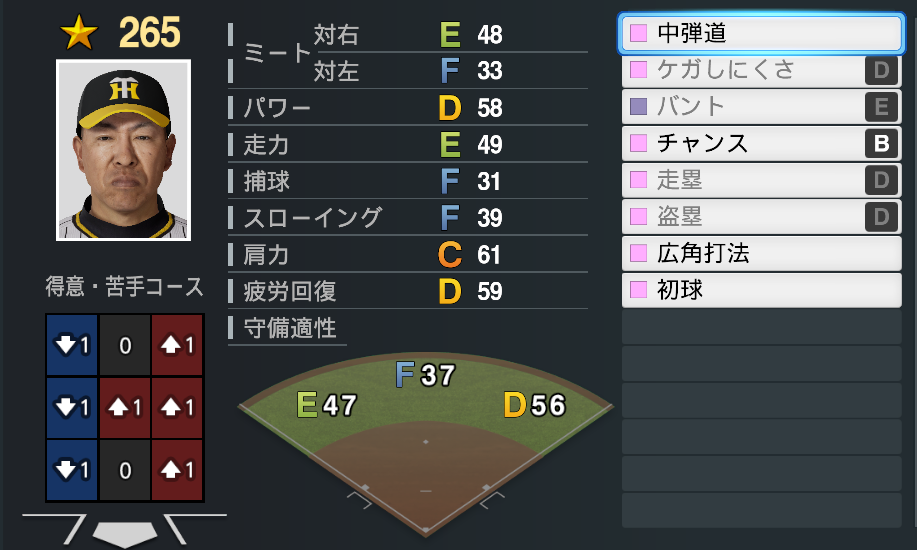 265
HT
得意・苦手コース
1 0 1
1 1 1
1 0 1
ミート 対右 E 48
対左 F 33
パワー D 58
走力 E 49
捕球 F 31
スローイング F 39
肩力 C 61
疲労回復 D 59
守備適性
F 37
E 47
D 56
中弾道
ケガしにくさ D
バント E
チャンス B
走塁 D
盗塁 D
広角打法
初球